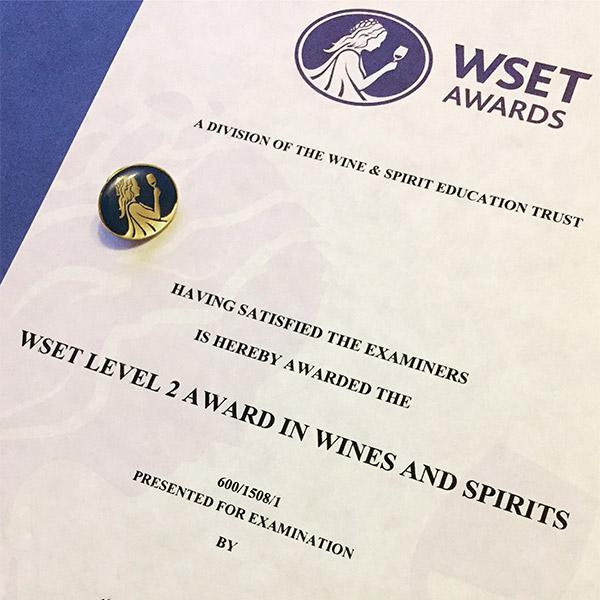 WSET
AWARDS
A DIVISION OF THE WINE & SPIRIT EDUCATION TRUST
HAVING SATISFIED THE EXAMINERS
IS HEREBY AWARDED THE
WSET LEVEL 2 AWARD IN WINES AND SPIRITS
600/1508/1
PRESENTED FOR EXAMINATION
BY